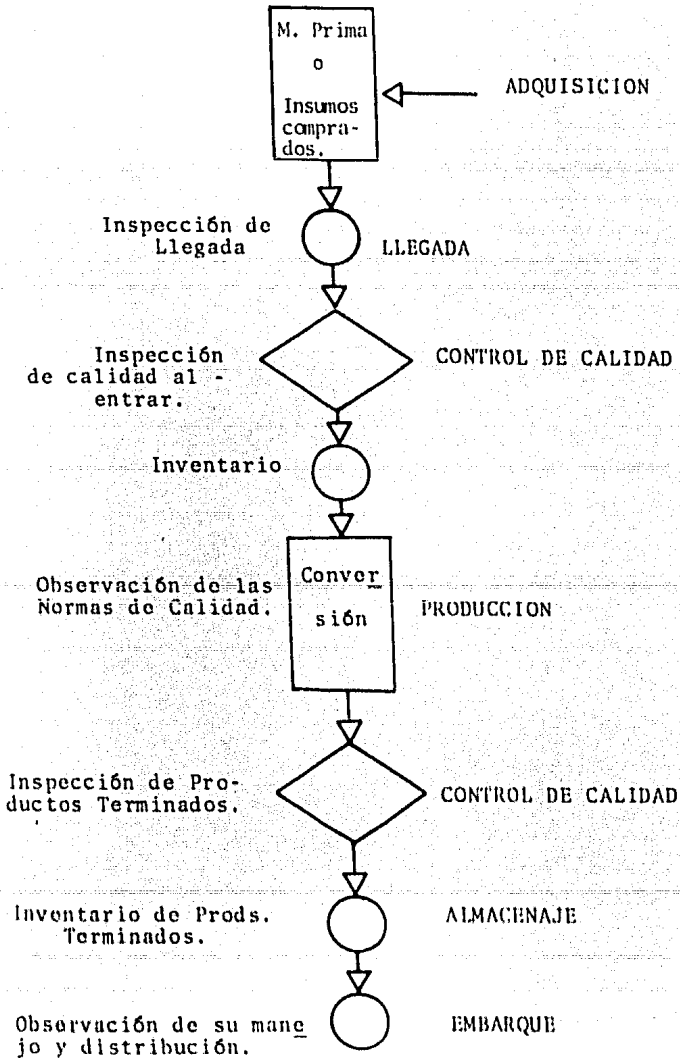 M. Prima
o
Insumos
compra-
dos.
ADQUISICION
Inspección de
Llegada
LLEGADA
Inspección
de calidad al -
entrar.
CONTROL DE CALIDAD
Inventario
Observación de las
Normas de Calidad.
Conver
sión
PRODUCCION
Inspección de Pro-
ductos Terminados.
CONTROL DE CALIDAD
Inventario de Prods.
Terminados.
ALMACENAJE
Observación de su mane
jo y distribución.
EMBARQUE